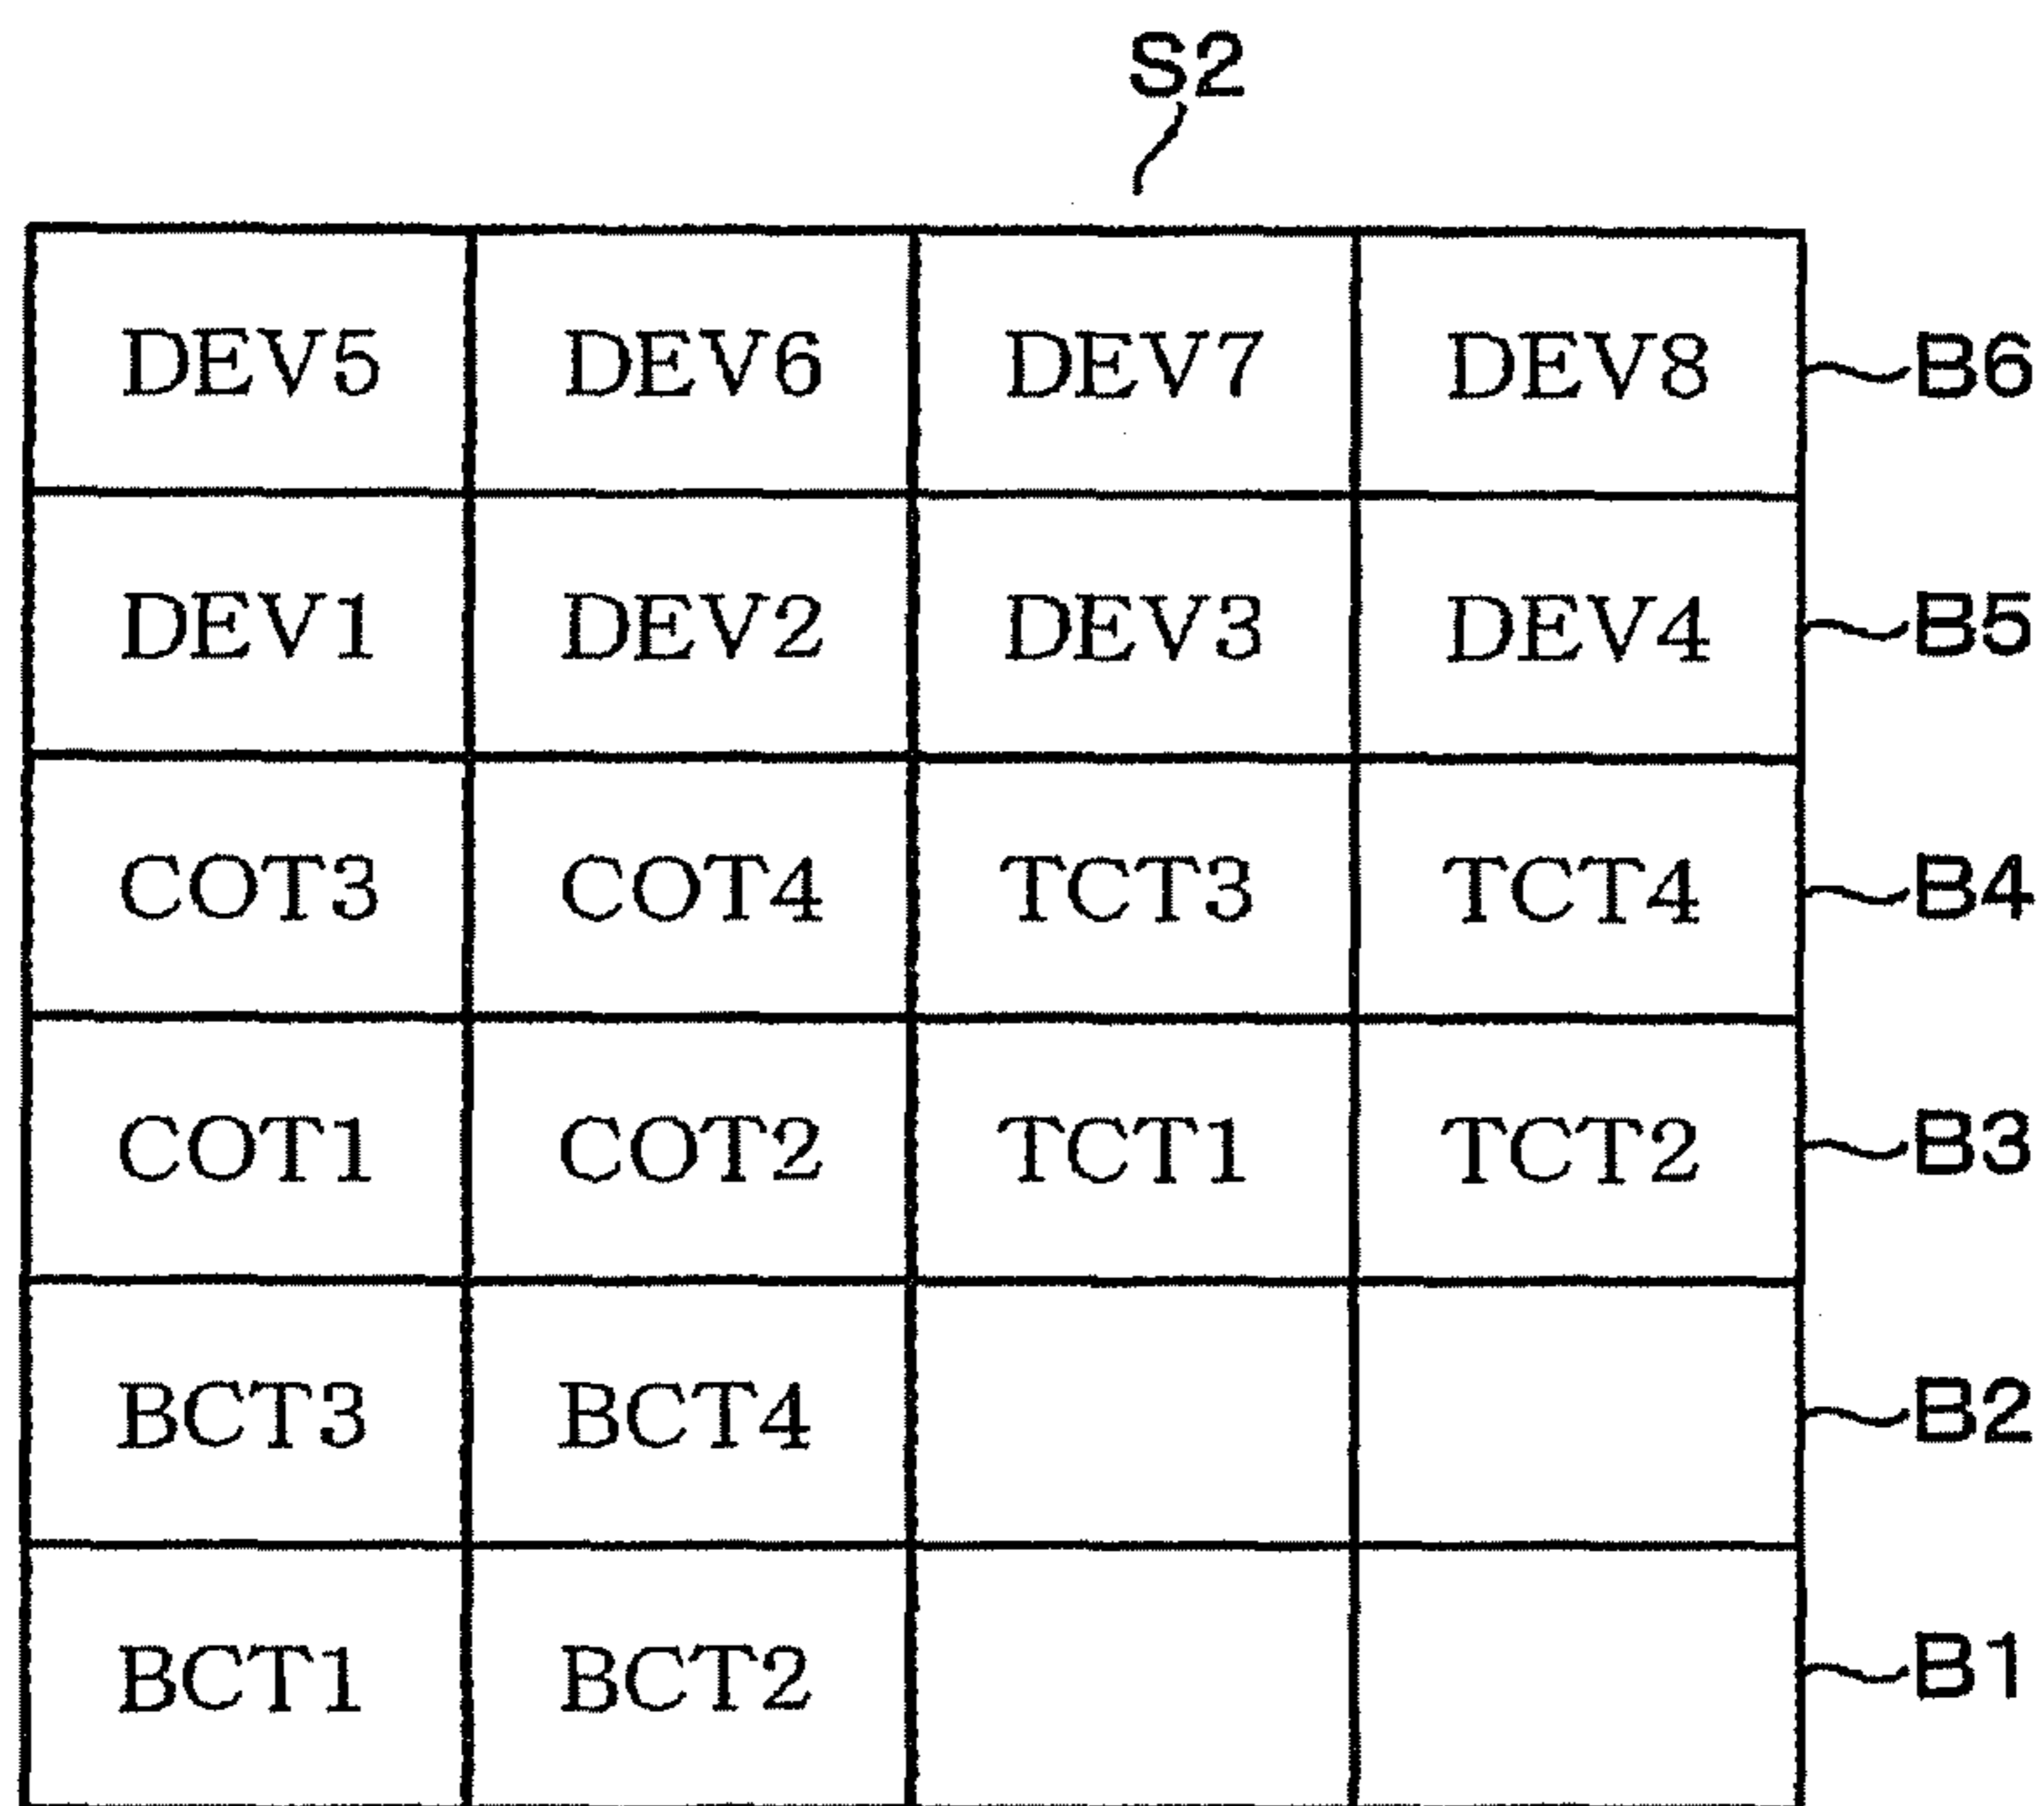 S2
DEV5 DEV6 DEV7 DEV8 B6
DEV1 DEV2 DEV3 DEV4 B5
COT3 COT4 TCT3 TCT4 B4
COT1 COT2 TCT1 TCT2 B3
BCT3 BCT4 B2
BCT1 BCT2 B1